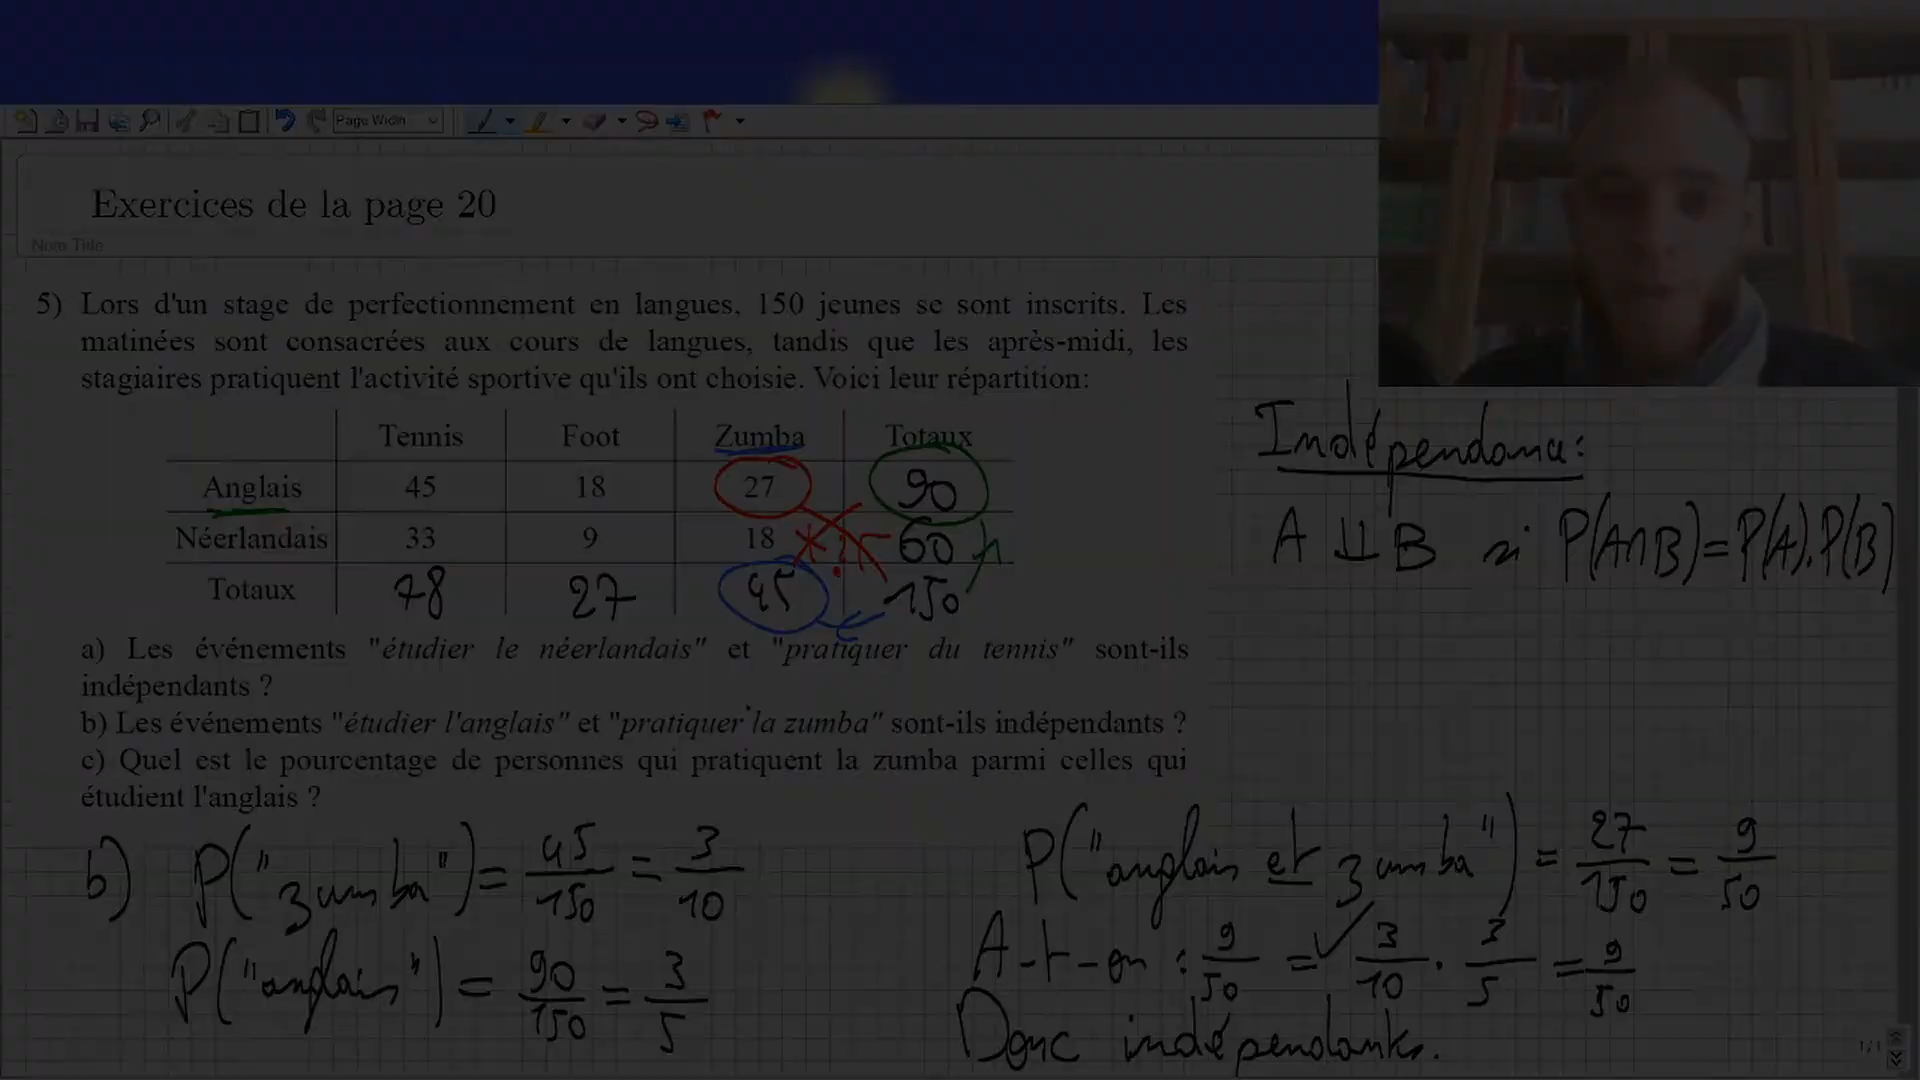 Page Width
Exercices de la page 20
Note Title
5) Lors d'un stage de perfectionnement en langues, 150 jeunes se sont inscrits. Les
matinées sont consacrées aux cours de langues, tandis que les après-midi, les
stagiaires pratiquent l'activité sportive qu'ils ont choisie. Voici leur répartition:
Tennis Foot Zumba Totaux
Anglais 45 18 27 90
Néerlandais 33 9 18 60
Totaux 78 27 45 150
Indépendance:
A ⫫ B si P(A∩B)=P(A).P(B)
a) Les événements "étudier le néerlandais" et "pratiquer du tennis" sont-ils
indépendants ?
b) Les événements "étudier l'anglais" et "pratiquer la zumba" sont-ils indépendants ?
c) Quel est le pourcentage de personnes qui pratiquent la zumba parmi celles qui
étudient l'anglais ?
b) P("zumba") = 45/150 = 3/10
P("anglais") = 90/150 = 3/5
P("anglais et zumba") = 27/150 = 9/50
A-t-on : 9/50 = 3/10 . 3/5 = 9/50
Donc indépendants.
1/1